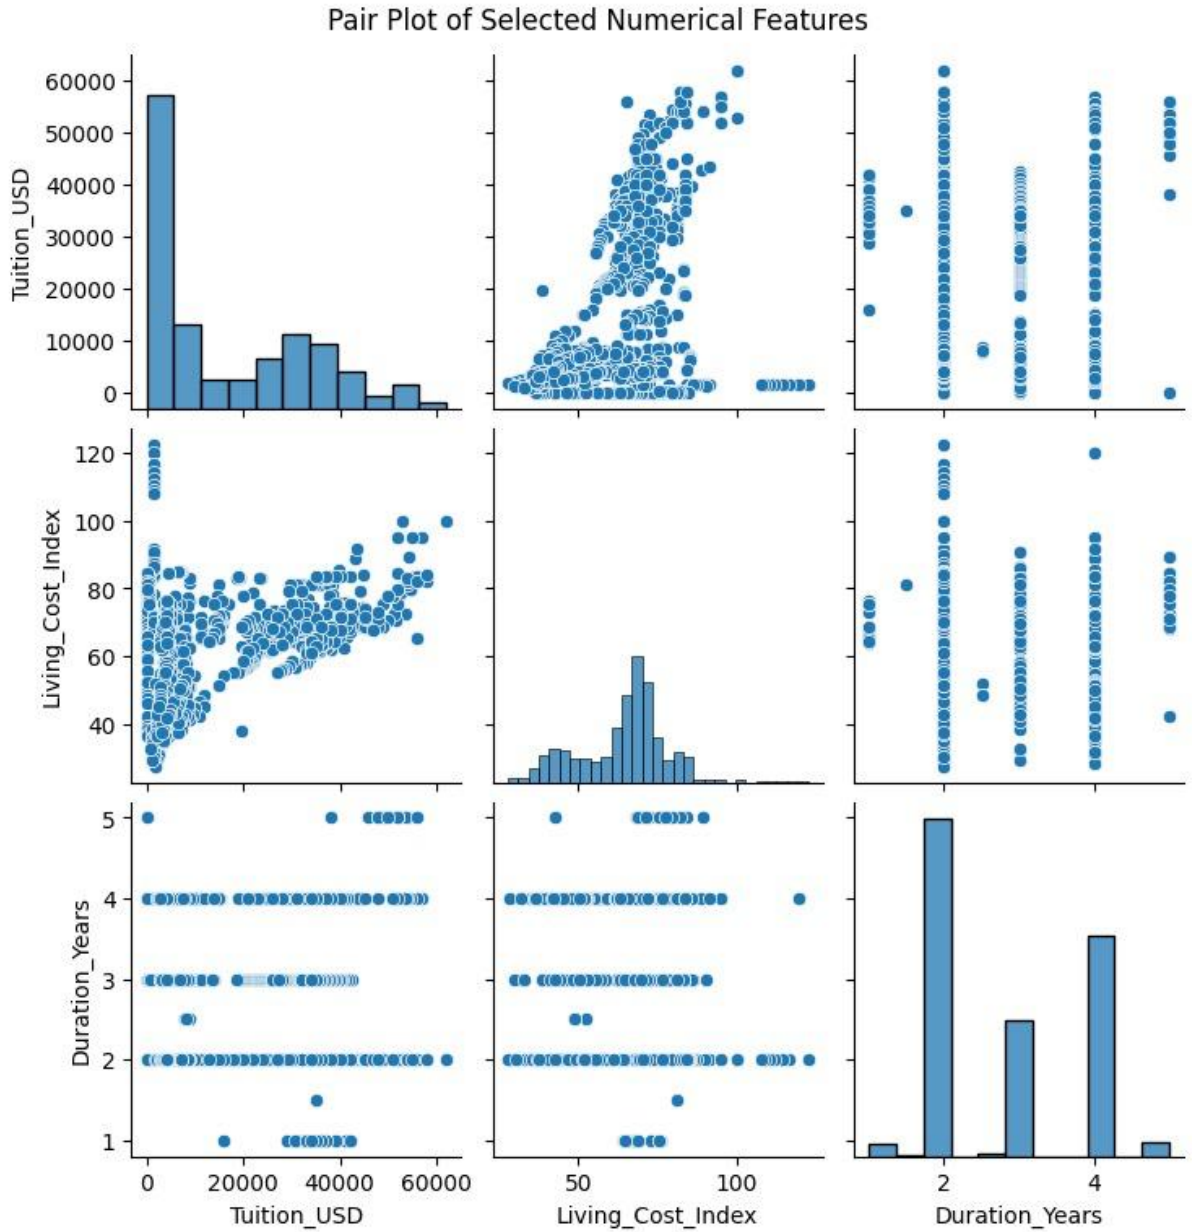 Pair Plot of Selected Numerical Features
Tuition_USD
60000
50000
40000
30000
20000
10000
0
Living_Cost_Index
120
100
80
60
40
Duration_Years
5
4
3
2
1
0 20000 40000 60000
50 100
2 4
Tuition_USD
Living_Cost_Index
Duration_Years